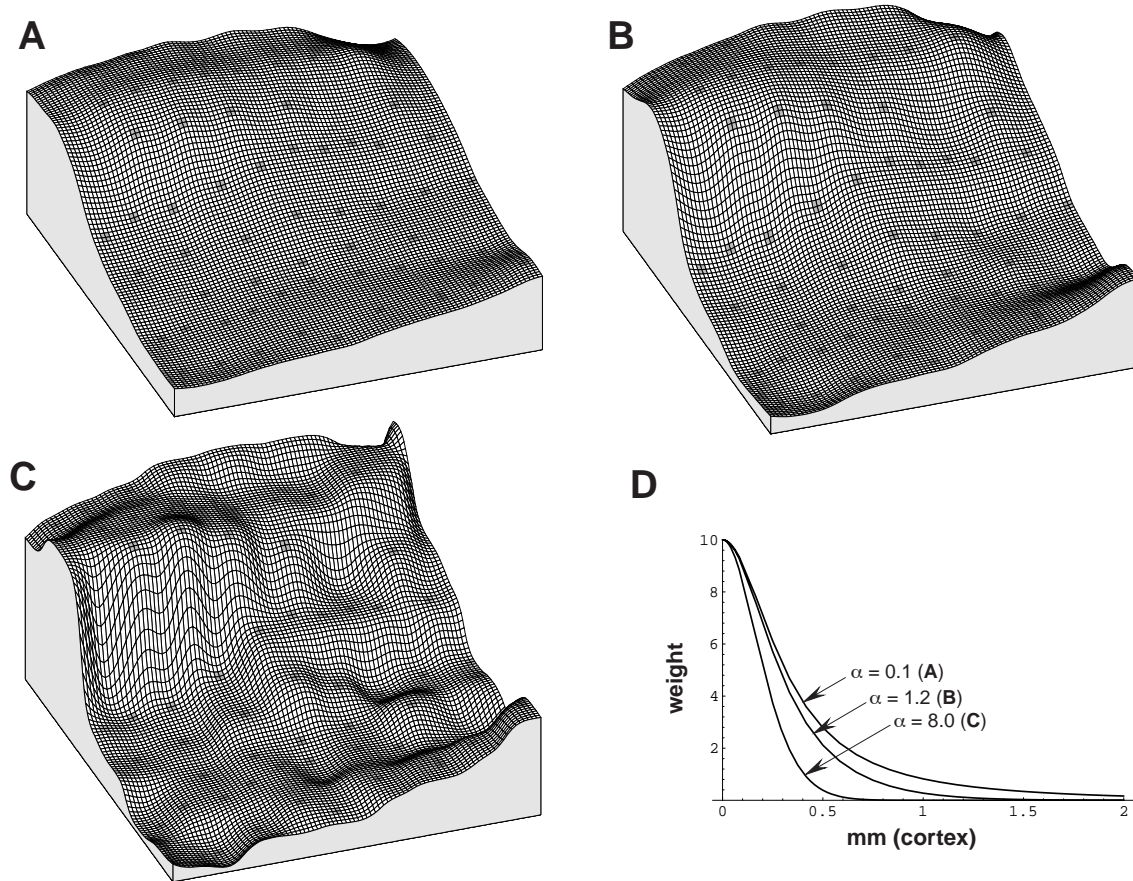 A
B
C
D
10
8
6
4
2
0
0.5
1
1.5
2
weight
mm (cortex)
α = 0.1 (A)
α = 1.2 (B)
α = 8.0 (C)